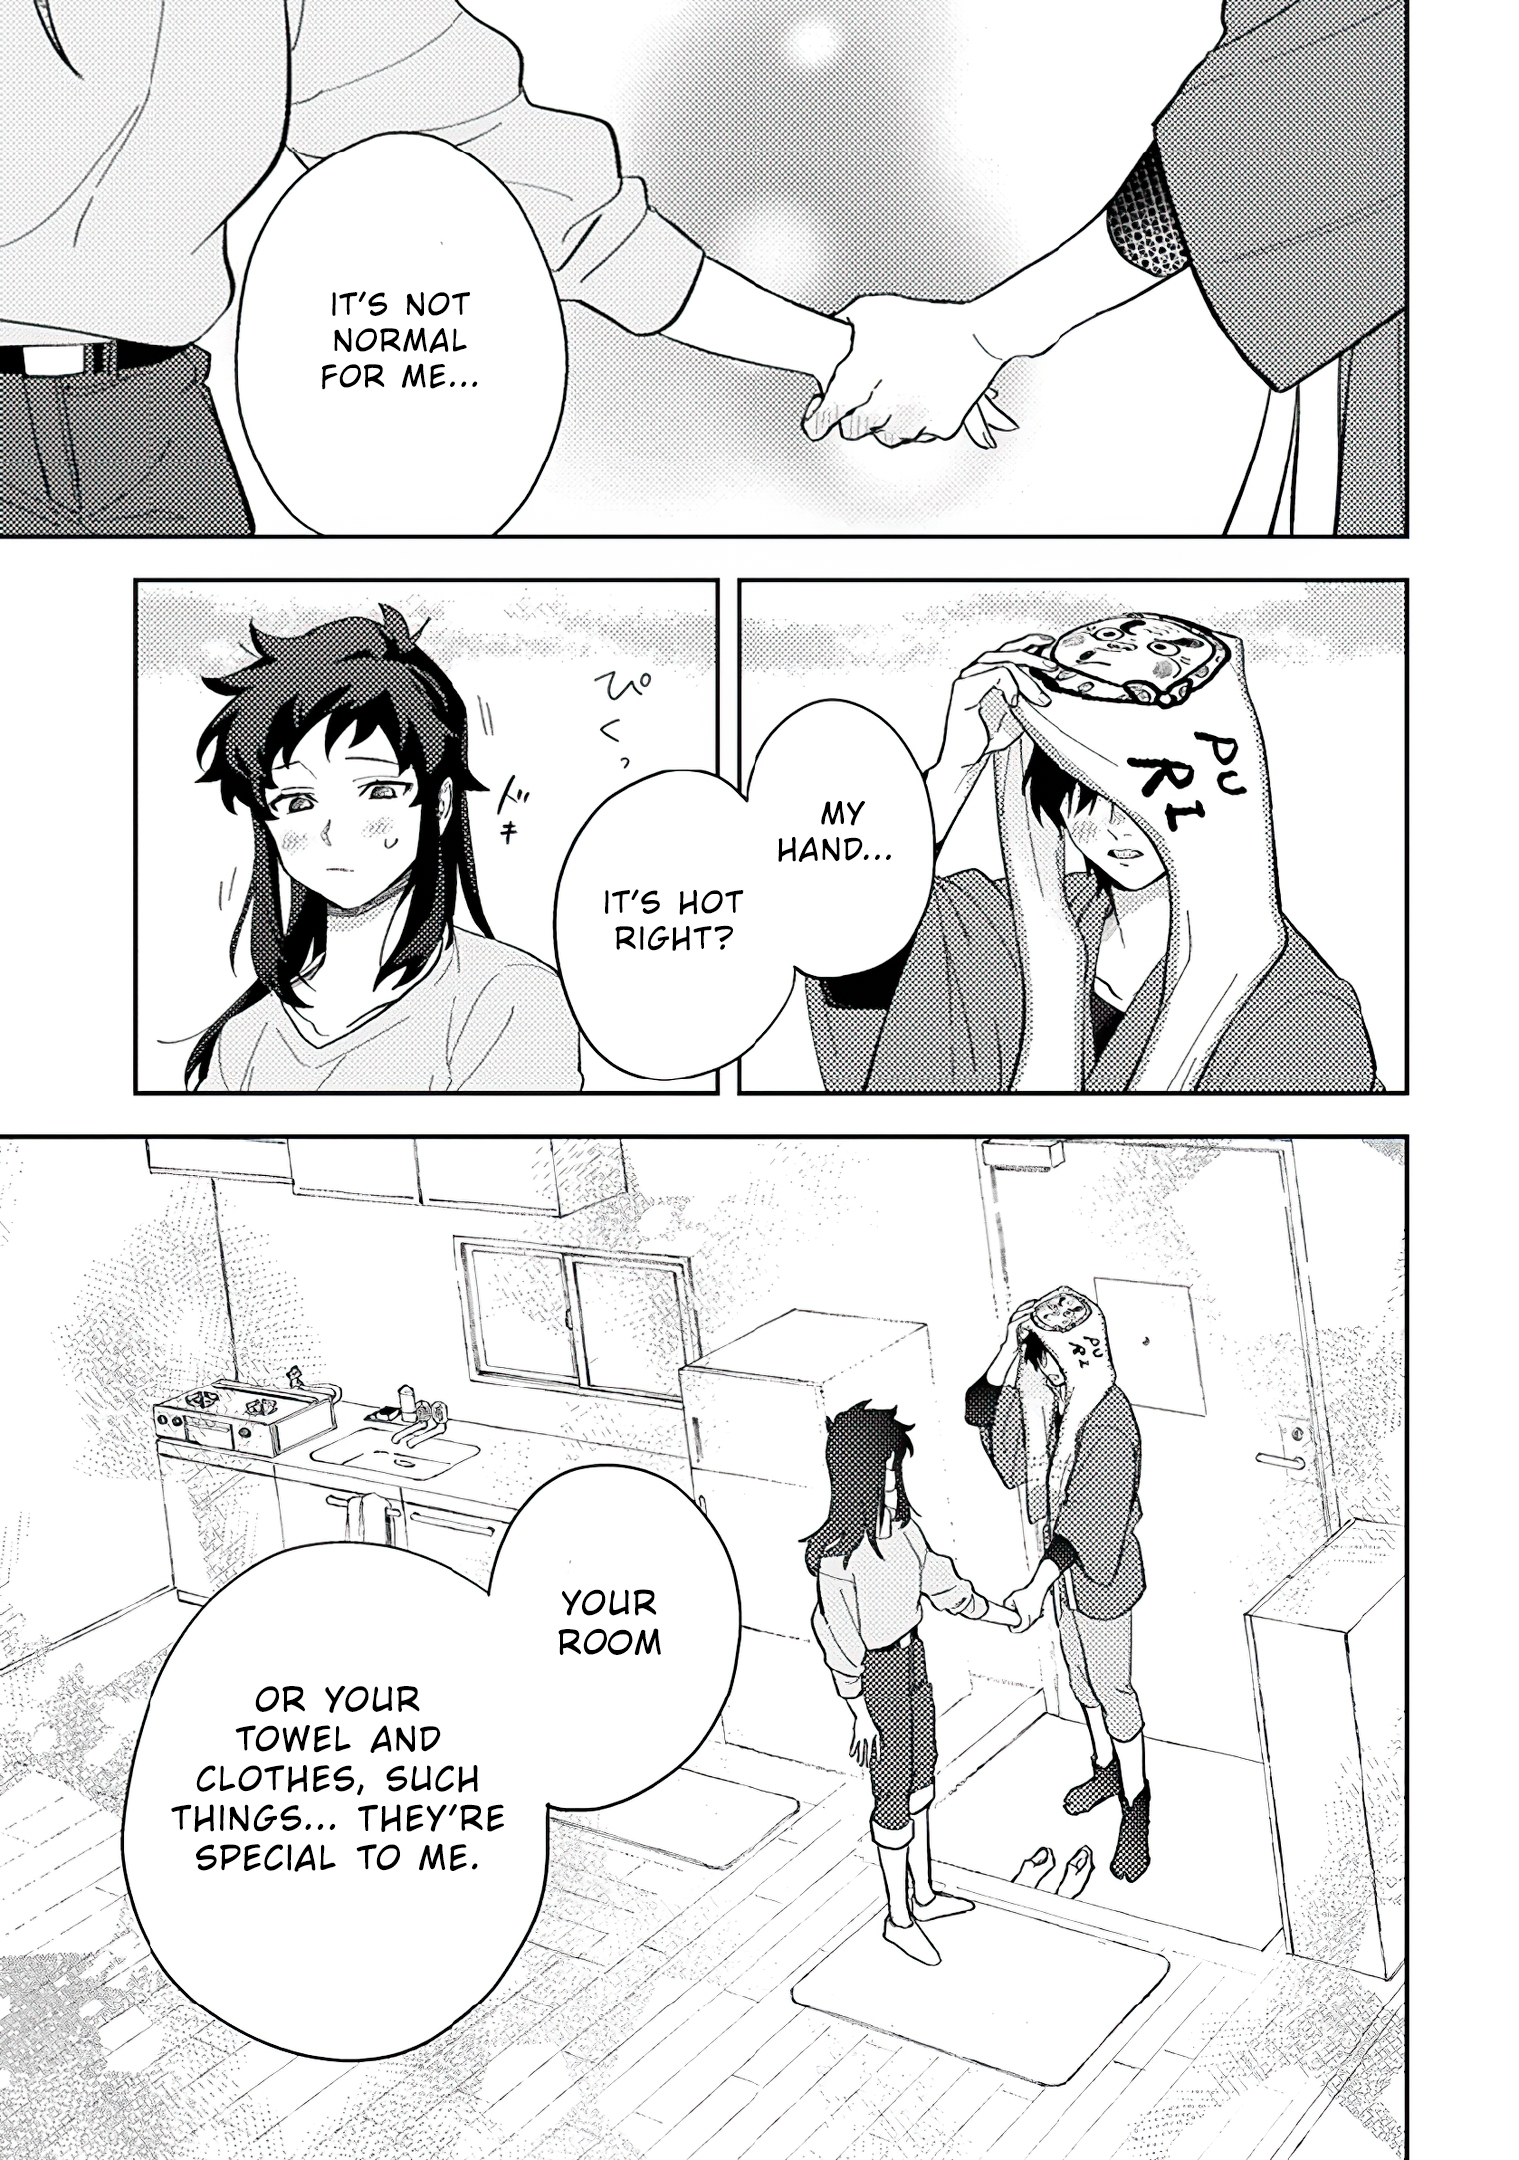 IT'S NOT
NORMAL
FOR ME...
PU
RI
MY
HAND...
IT'S HOT
RIGHT?
ぴくっ
ドキ
PU
RI
YOUR
ROOM
OR YOUR
TOWEL AND
CLOTHES, SUCH
THINGS... THEY'RE
SPECIAL TO ME.